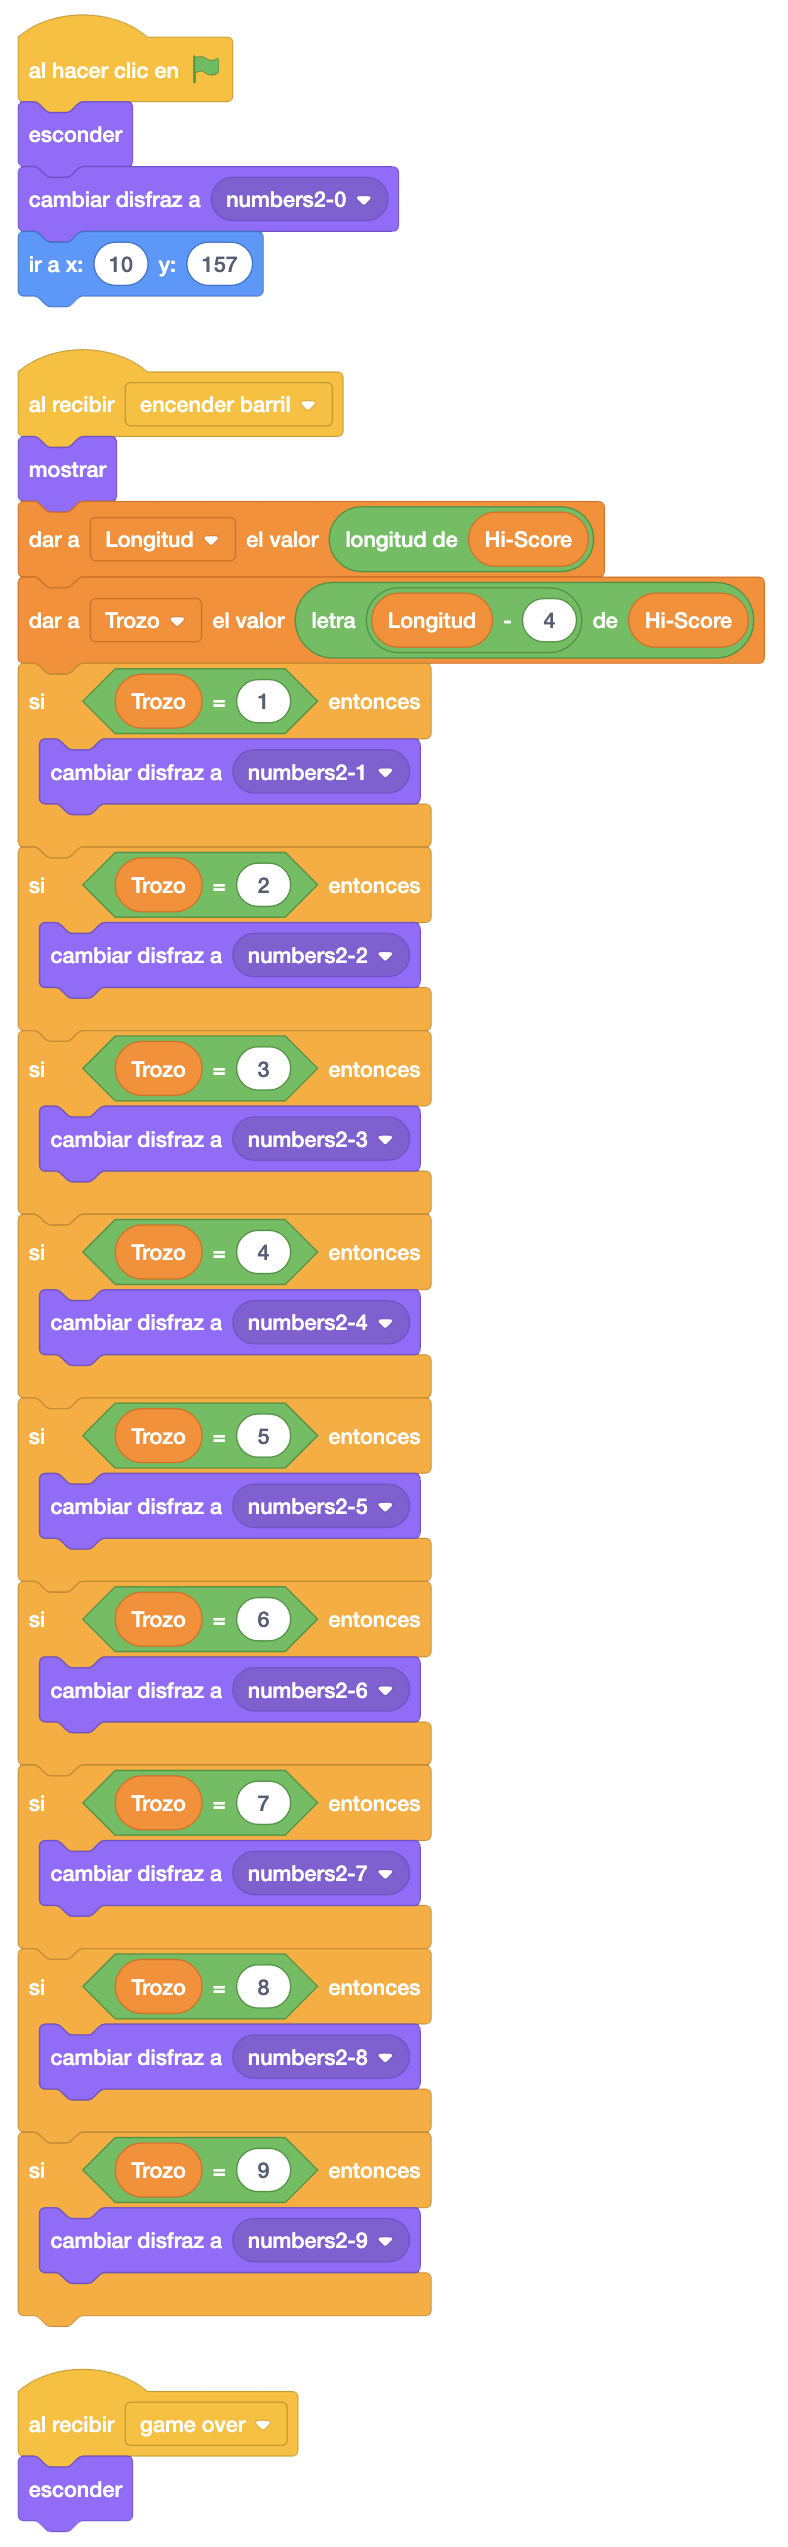 al hacer clic en
esconder
cambiar disfraz a numbers2-0
ir a x: 10 y: 157
al recibir encender barril
mostrar
dar a Longitud el valor longitud de Hi-Score
dar a Trozo el valor letra Longitud - 4 de Hi-Score
si Trozo = 1 entonces
cambiar disfraz a numbers2-1
si Trozo = 2 entonces
cambiar disfraz a numbers2-2
si Trozo = 3 entonces
cambiar disfraz a numbers2-3
si Trozo = 4 entonces
cambiar disfraz a numbers2-4
si Trozo = 5 entonces
cambiar disfraz a numbers2-5
si Trozo = 6 entonces
cambiar disfraz a numbers2-6
si Trozo = 7 entonces
cambiar disfraz a numbers2-7
si Trozo = 8 entonces
cambiar disfraz a numbers2-8
si Trozo = 9 entonces
cambiar disfraz a numbers2-9
al recibir game over
esconder